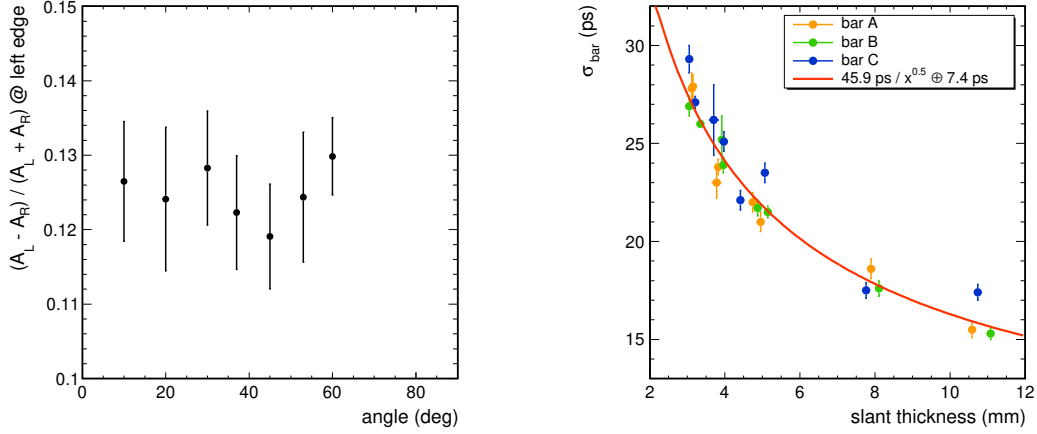 (A_L - A_R) / (A_L + A_R) @ left edge
0.15
0.14
0.13
0.12
0.11
0.1
0 20 40 60 80
angle (deg)
σ_bar (ps)
30
25
20
15
bar A
bar B
bar C
45.9 ps / x^0.5 ⊕ 7.4 ps
2 4 6 8 10 12
slant thickness (mm)